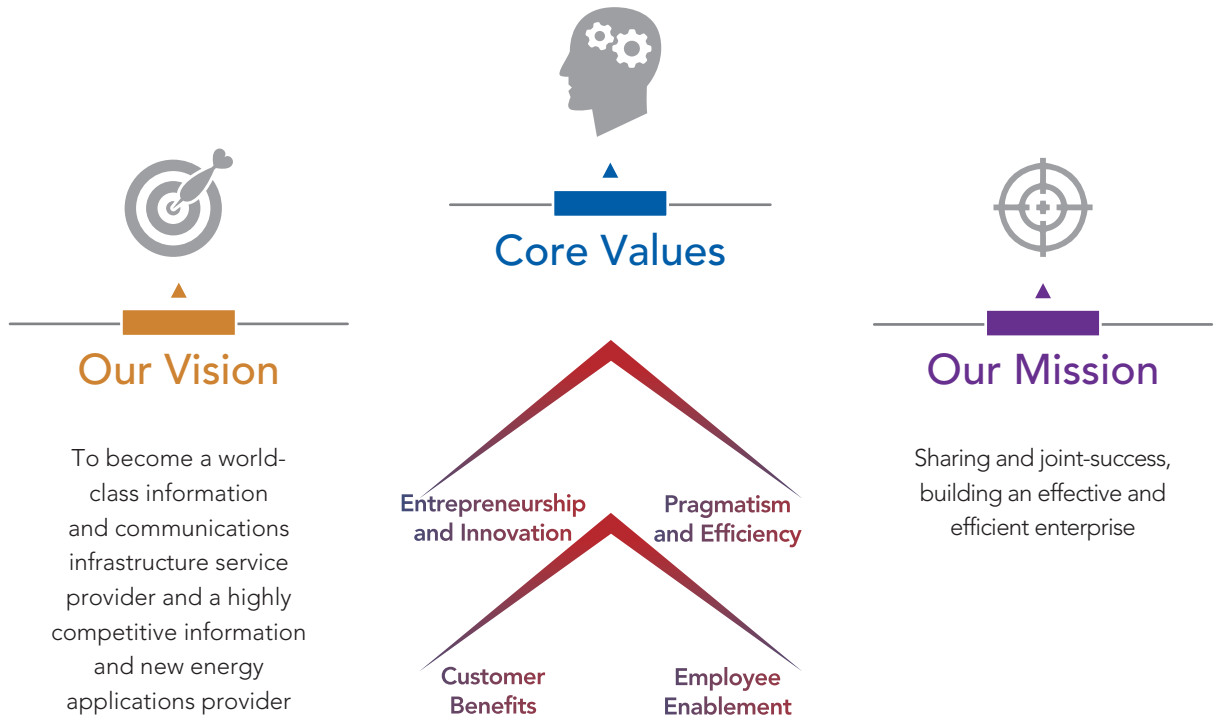 Core Values
Our Vision
To become a world-
class information
and communications
infrastructure service
provider and a highly
competitive information
and new energy
applications provider
Entrepreneurship
and Innovation
Pragmatism
and Efficiency
Customer
Benefits
Employee
Enablement
Our Mission
Sharing and joint-success,
building an effective and
efficient enterprise